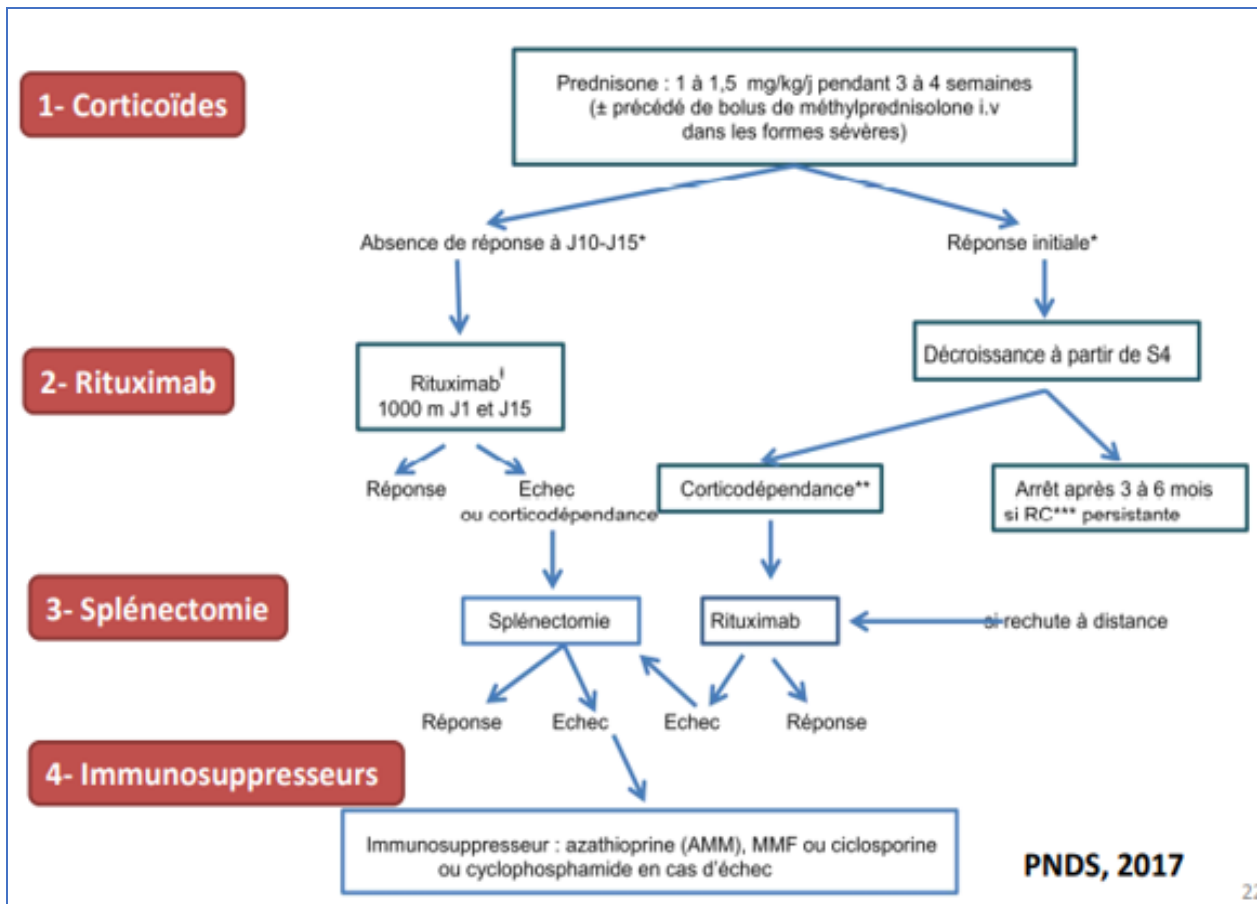 1- Corticoïdes
Prednisone : 1 à 1,5 mg/kg/j pendant 3 à 4 semaines
(± précédé de bolus de méthylprednisolone i.v
dans les formes sévères)
Absence de réponse à J10-J15*
Réponse initiale*
2- Rituximab
Rituximabᶧ
1000 m J1 et J15
Décroissance à partir de S4
Réponse
Echec
ou corticodépendance
Corticodépendance**
Arrêt après 3 à 6 mois
si RC*** persistante
3- Splénectomie
Splénectomie
Rituximab
si rechute à distance
Réponse
Echec
Echec
Réponse
4- Immunosuppresseurs
Immunosuppresseur : azathioprine (AMM), MMF ou ciclosporine
ou cyclophosphamide en cas d'échec
PNDS, 2017
22